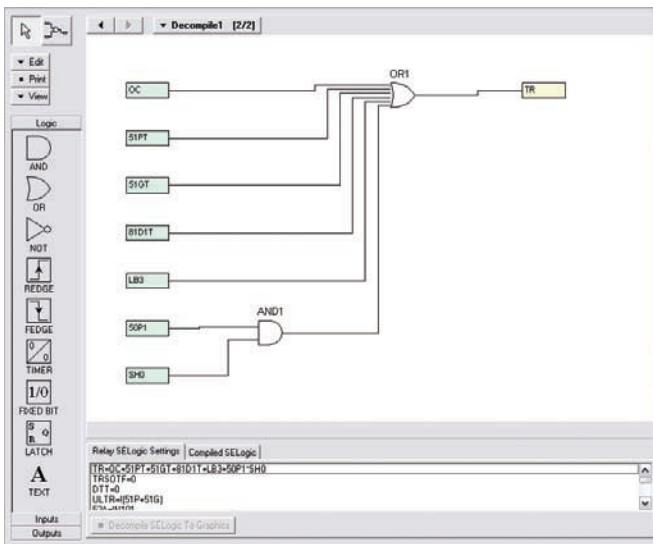 Decompile1 [2/2]
Edit
Print
View
Logic
AND
OR
NOT
REDGE
FEDGE
0
0
TIMER
1/0
FIXED BIT
S
R Q
LATCH
A
TEXT
Inputs
Outputs
OC
51PT
51GT
81D1T
LB3
50P1
SH0
AND1
OR1
TR
Relay SELogic Settings
Compiled SELogic
TR=OC+51PT+51GT+81D1T+LB3+50P1*SH0
TRSOTF=0
DTT=0
ULTR=!(51P+51G)
Decompile SELogic To Graphics